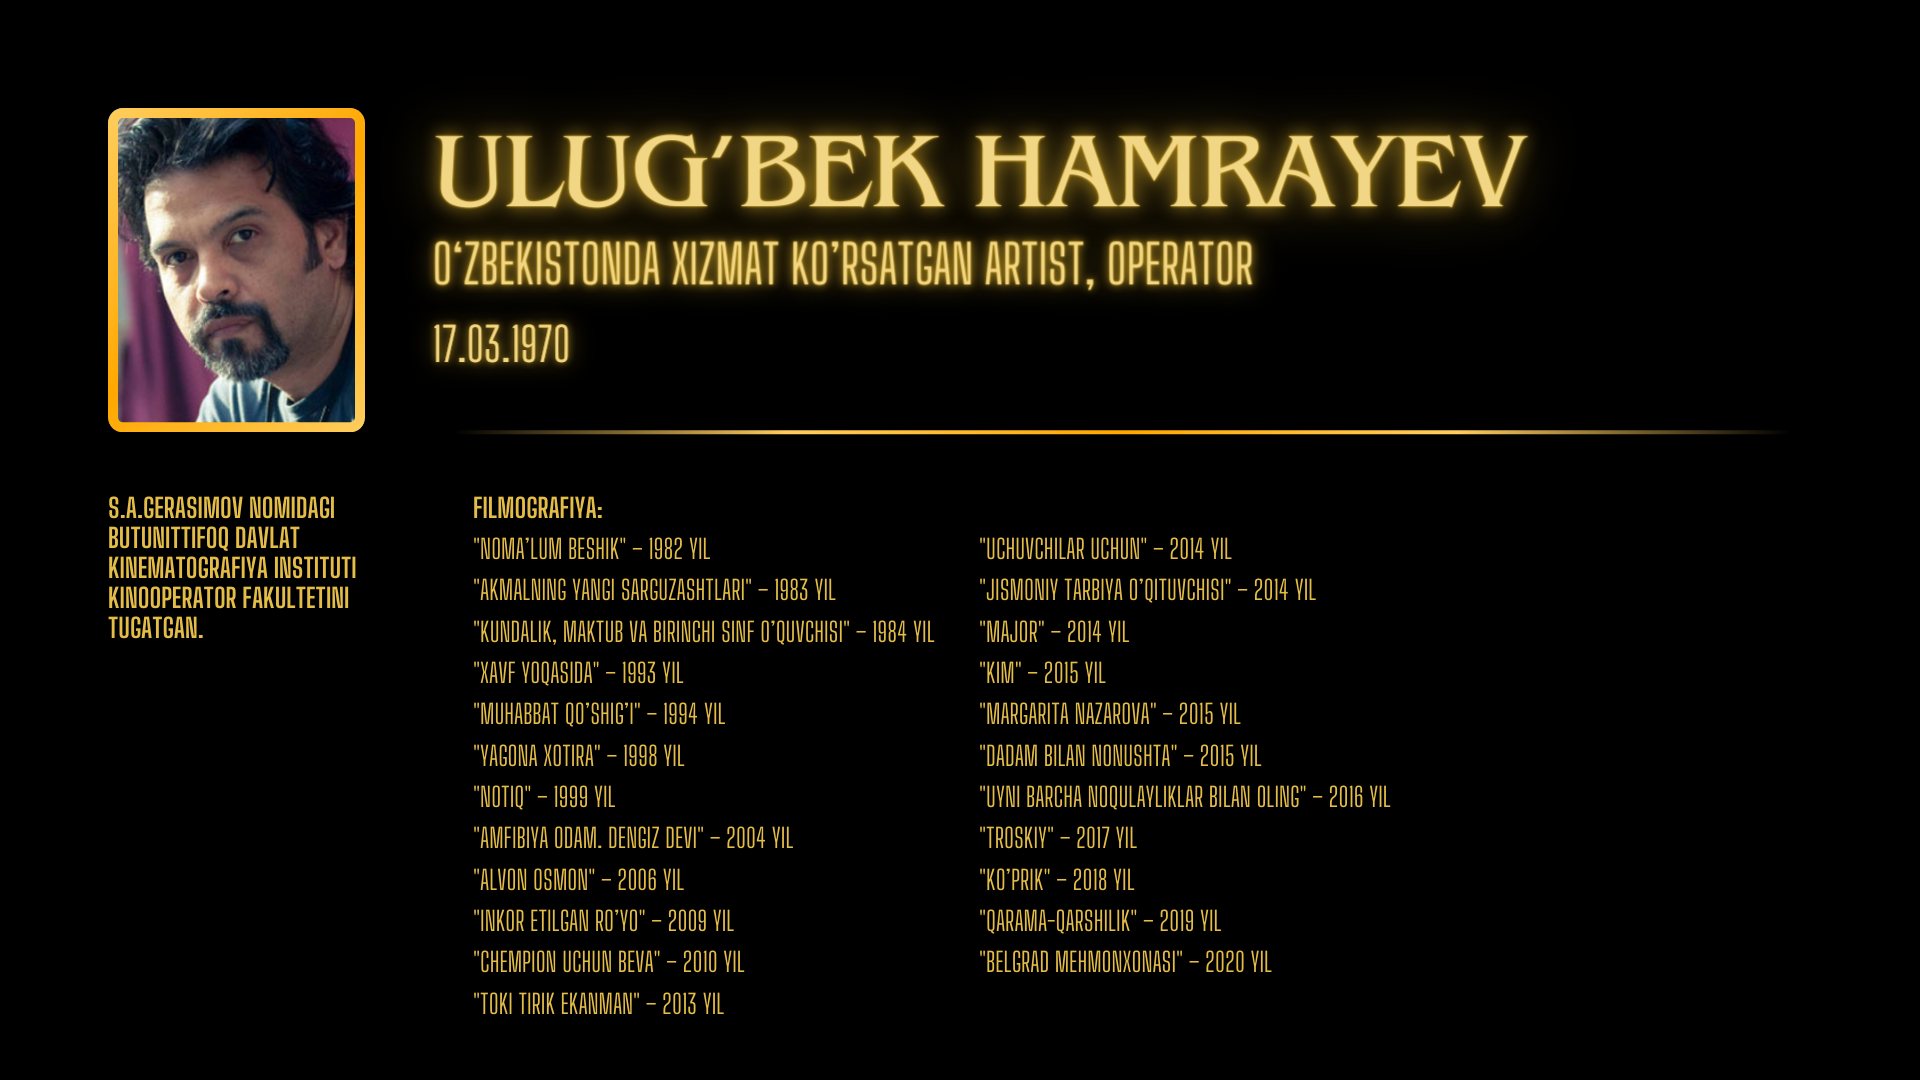 ULUG'BEK HAMRAYEV
O‘ZBEKISTONDA XIZMAT KO’RSATGAN ARTIST, OPERATOR
17.03.1970
S.A.GERASIMOV NOMIDAGI
BUTUNITTIFOQ DAVLAT
KINEMATOGRAFIYA INSTITUTI
KINOOPERATOR FAKULTETINI
TUGATGAN.
FILMOGRAFIYA:
"NOMA’LUM BESHIK" – 1982 YIL
"AKMALNING YANGI SARGUZASHTLARI" – 1983 YIL
"KUNDALIK, MAKTUB VA BIRINCHI SINF O’QUVCHISI" – 1984 YIL
"XAVF YOQASIDA" – 1993 YIL
"MUHABBAT QO’SHIG’I" – 1994 YIL
"YAGONA XOTIRA" – 1998 YIL
"NOTIQ" – 1999 YIL
"AMFIBIYA ODAM. DENGIZ DEVI" – 2004 YIL
"ALVON OSMON" – 2006 YIL
"INKOR ETILGAN RO’YO" – 2009 YIL
"CHEMPION UCHUN BEVA" – 2010 YIL
"TOKI TIRIK EKANMAN" – 2013 YIL
"UCHUVCHILAR UCHUN" – 2014 YIL
"JISMONIY TARBIYA O’QITUVCHISI" – 2014 YIL
"MAJOR" – 2014 YIL
"KIM" – 2015 YIL
"MARGARITA NAZAROVA" – 2015 YIL
"DADAM BILAN NONUSHTA" – 2015 YIL
"UYNI BARCHA NOQULAYLIKLAR BILAN OLING" – 2016 YIL
"TROSKIY" – 2017 YIL
"KO’PRIK" – 2018 YIL
"QARAMA-QARSHILIK" – 2019 YIL
"BELGRAD MEHMONXONASI" – 2020 YIL